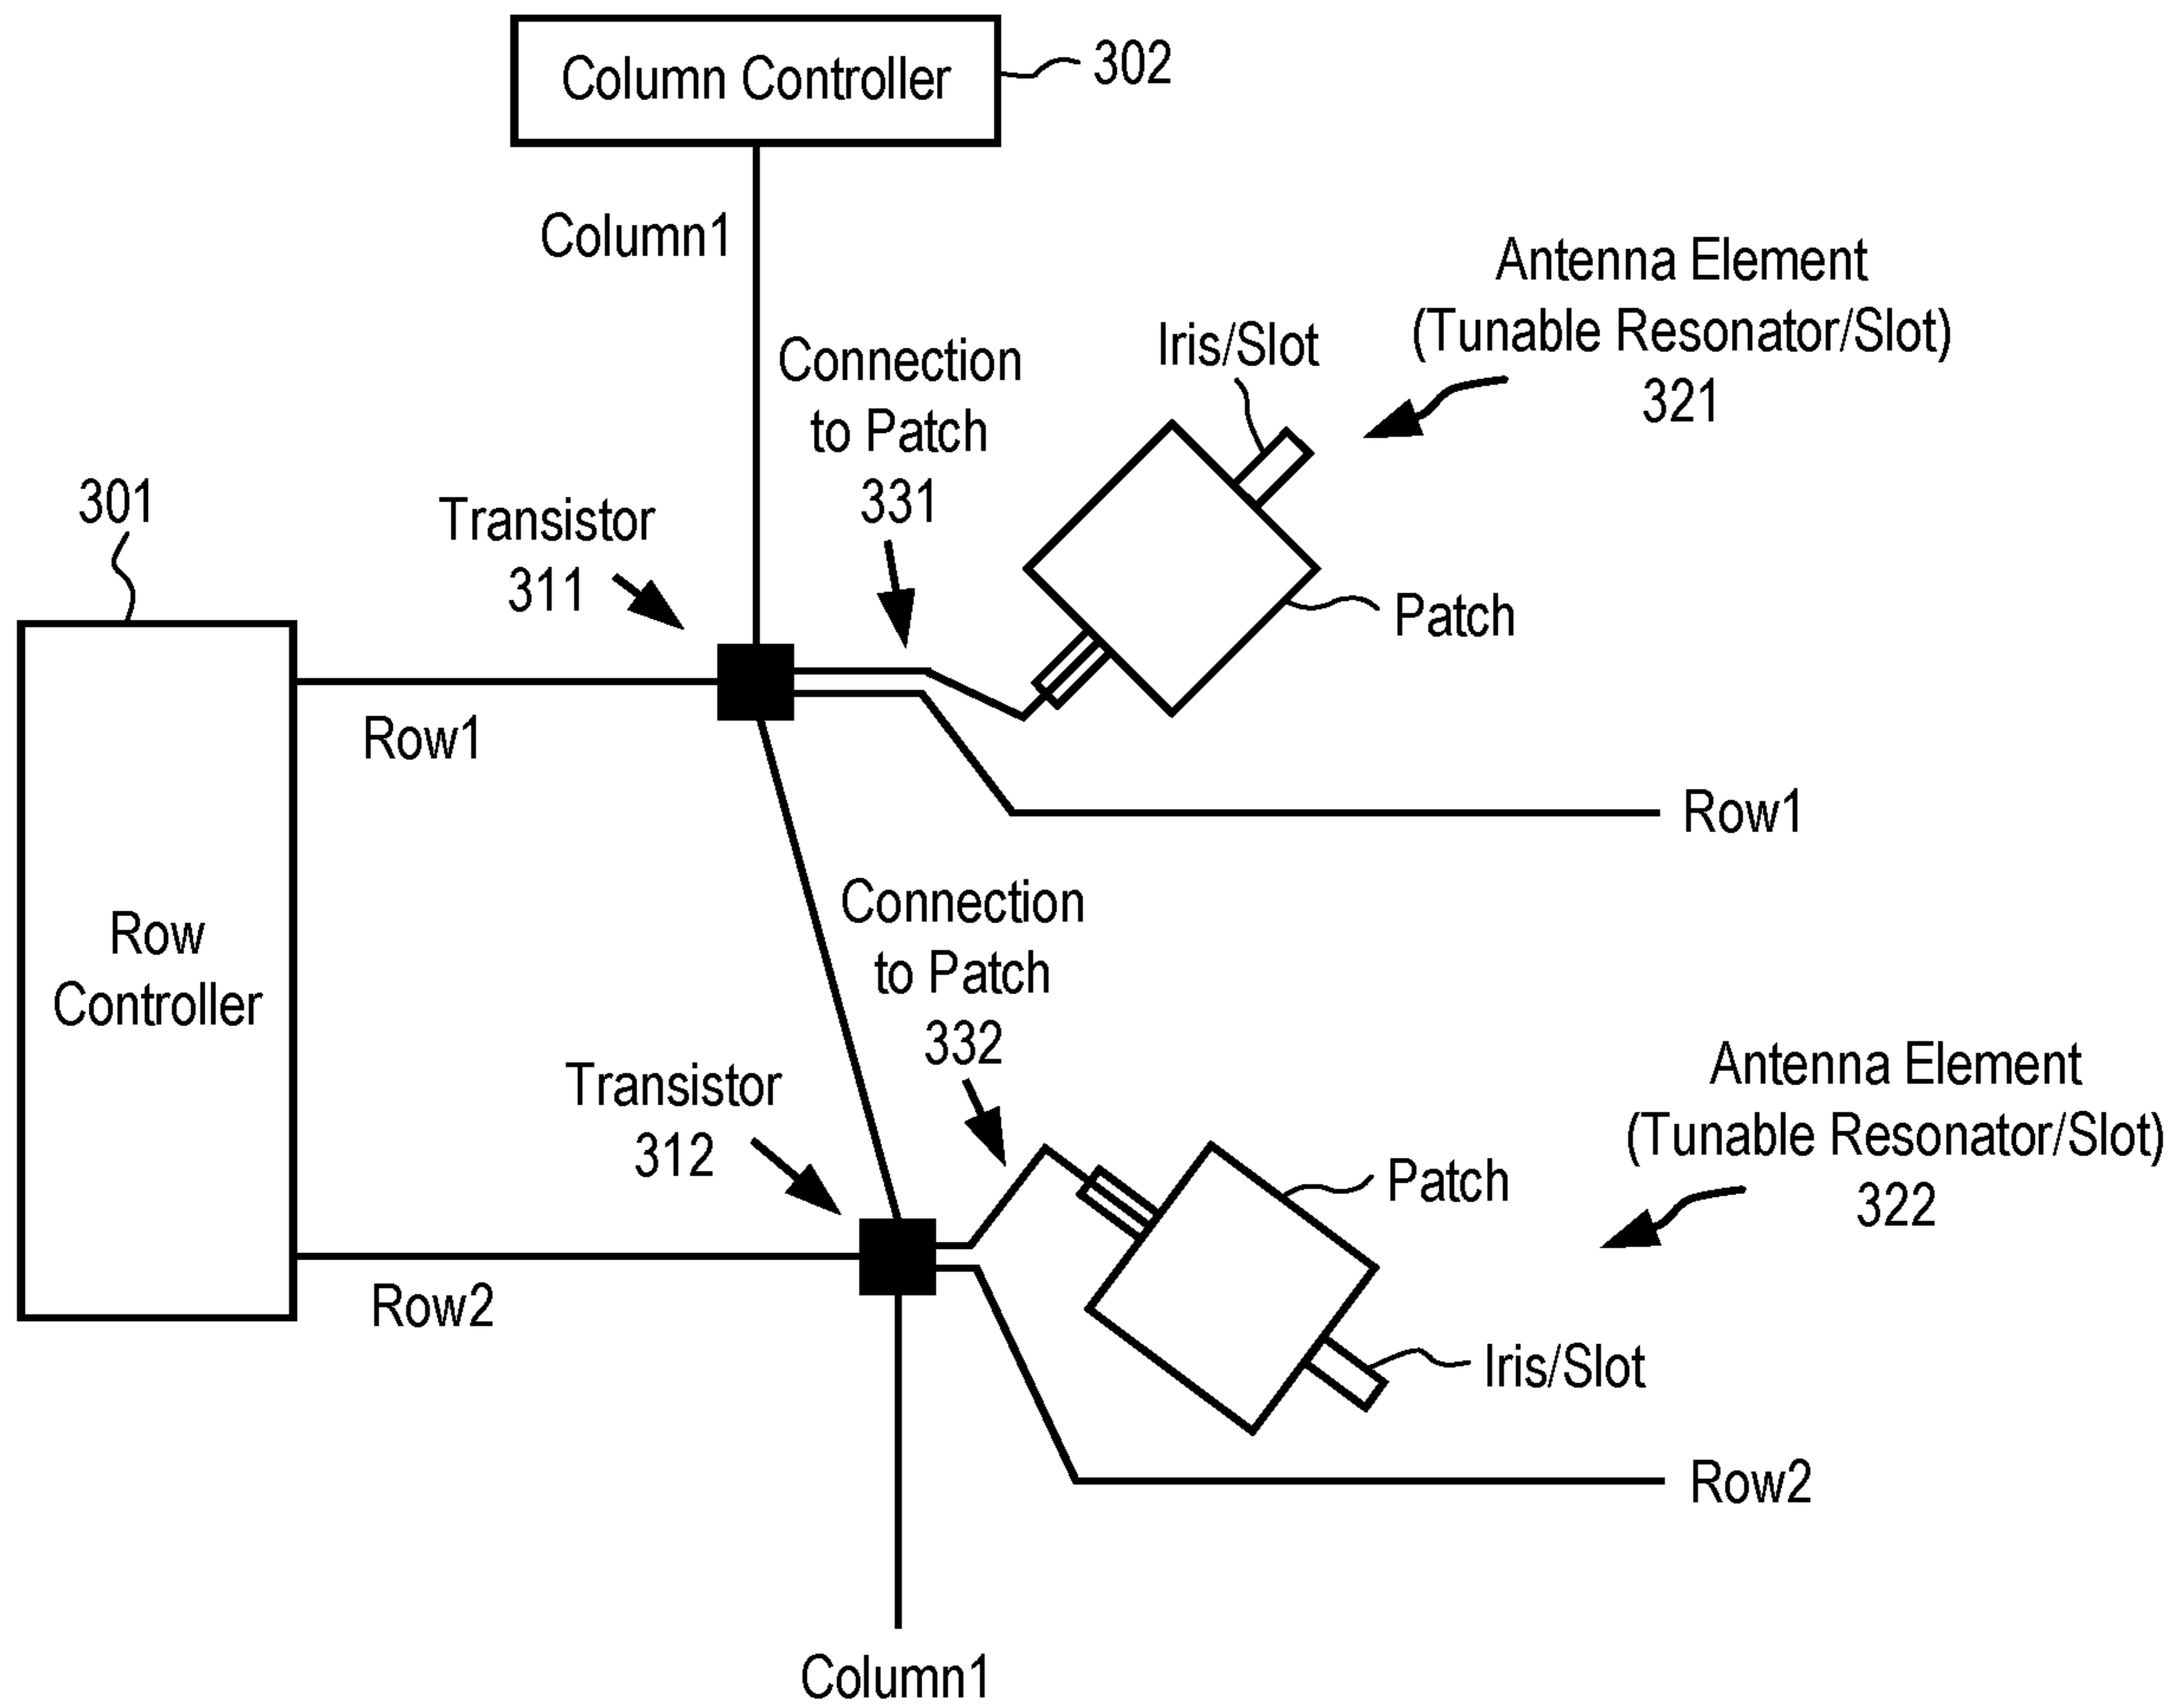 Column Controller
302
Column1
Antenna Element
(Tunable Resonator/Slot)
321
Iris/Slot
Connection
to Patch
331
301
Transistor
311
Patch
Row1
Row1
Connection
to Patch
332
Row
Controller
Transistor
312
Antenna Element
(Tunable Resonator/Slot)
322
Patch
Row2
Iris/Slot
Row2
Column1